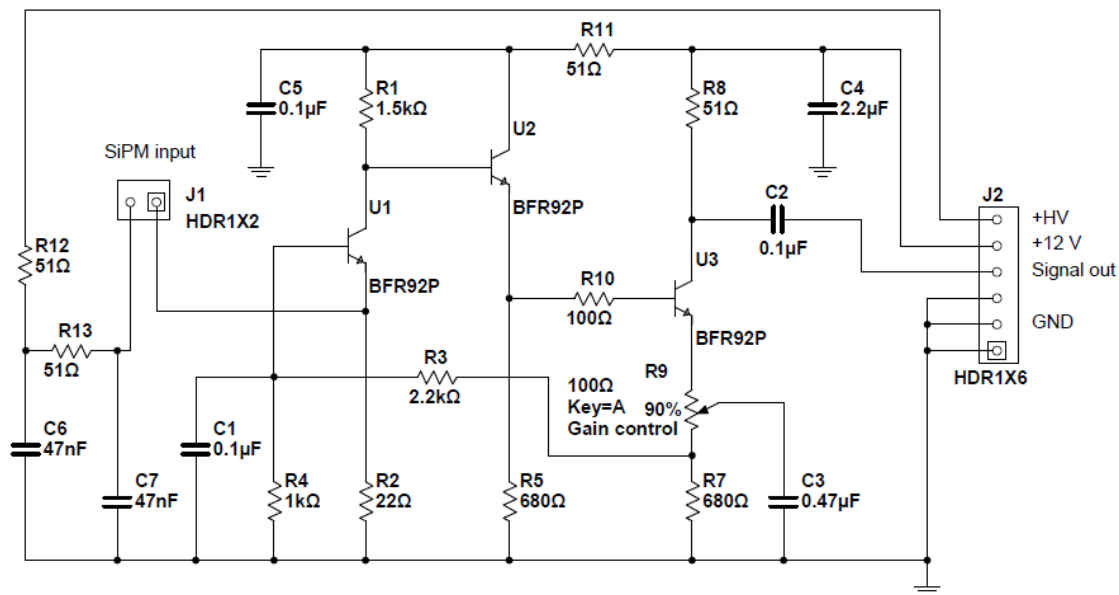 R11
51Ω
C5
0.1µF
R1
1.5kΩ
R8
51Ω
C4
2.2µF
U2
SiPM input
J1
HDR1X2
BFR92P
C2
0.1µF
J2
+HV
+12 V
Signal out
GND
HDR1X6
U1
BFR92P
R12
51Ω
U3
R10
100Ω
BFR92P
R13
51Ω
R3
2.2kΩ
R9
100Ω
Key=A
90%
Gain control
C6
47nF
C1
0.1µF
C7
47nF
R4
1kΩ
R2
22Ω
R5
680Ω
R7
680Ω
C3
0.47µF